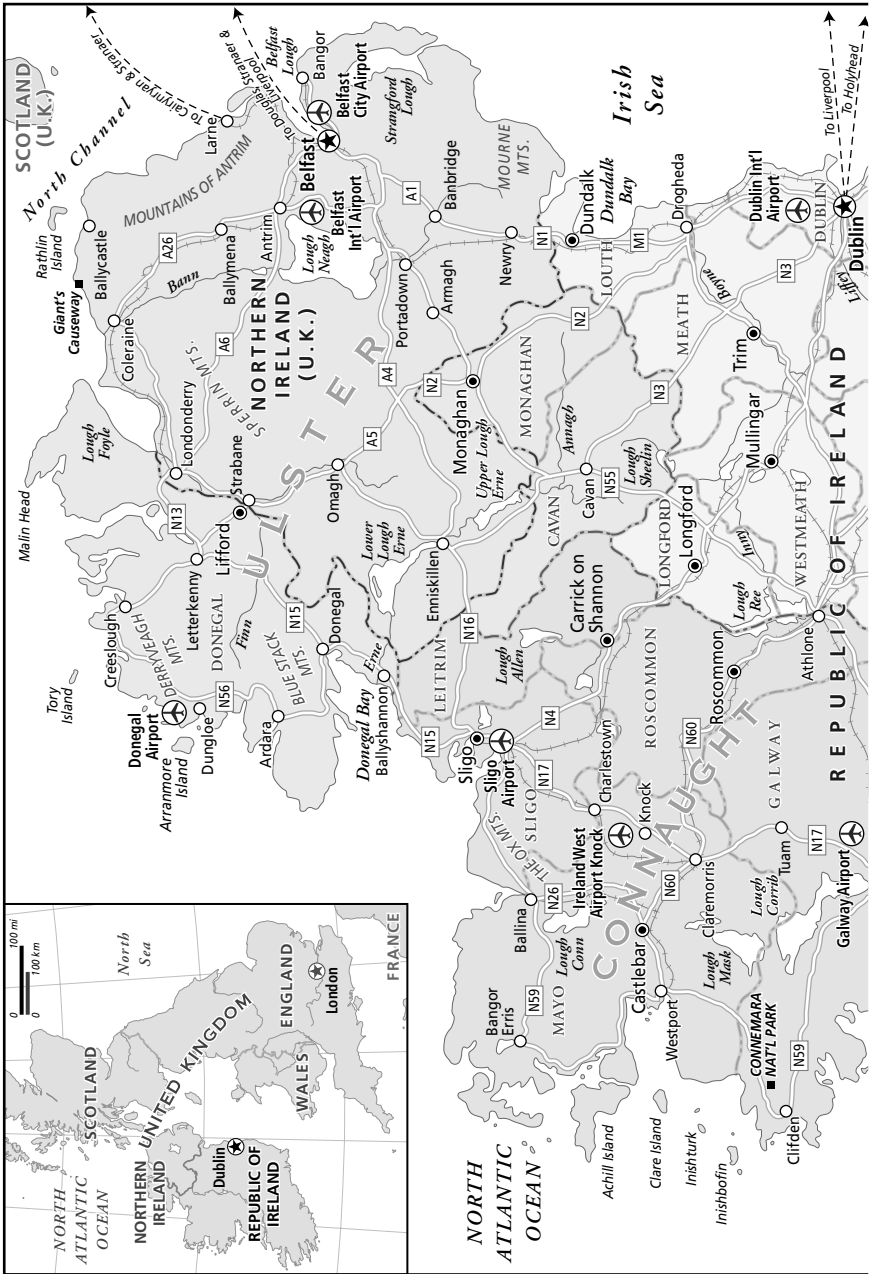 NORTH
ATLANTIC
OCEAN
SCOTLAND
North
Sea
NORTHERN
IRELAND
UNITED KINGDOM
Dublin
REPUBLIC OF
IRELAND
WALES
ENGLAND
London
FRANCE
100 mi
100 km
SCOTLAND
(U.K.)
North Channel
To Cairynryan & Stranaer
To Douglas, Stranaer &
To Liverpool
Malin Head
Tory
Island
Rathlin
Island
Giant's
Causeway
Ballycastle
Coleraine
Lough
Foyle
Creeslough
DERRYVEAGH
MTS.
Donegal
Airport
Arranmore
Island
Dungloe
N56
Letterkenny
DONEGAL
N13
Londonderry
SPERRIN MTS.
A6
Bann
A26
MOUNTAINS OF ANTRIM
Larne
Ballymena
Antrim
Belfast
Lough
Bangor
Belfast
Belfast
City Airport
Belfast
Int'l Airport
Lough
Neagh
Strangford
Lough
NORTHERN
IRELAND
(U.K.)
ULSTER
Strabane
Lifford
Finn
BLUE STACK
MTS.
Ardara
N15
Donegal
Omagh
A5
A4
Portadown
Armagh
A1
Banbridge
MOURNE
MTS.
Newry
Donegal Bay
Ballyshannon
Erne
Lower
Lough
Erne
Enniskillen
Upper Lough
Erne
N2
Monaghan
MONAGHAN
N1
Dundalk
Dundalk
Bay
LOUTH
M1
N2
Drogheda
Irish
Sea
N15
LEITRIM
N16
Sligo
Sligo
Airport
SLIGO
THE OX MTS.
Lough
Allen
N4
N17
CAVAN
Annagh
Cavan
N55
N3
Lough
Sheelin
MEATH
Boyne
Trim
N3
Dublin Int'l
Airport
DUBLIN
Dublin
Liffey
To Liverpool
To Holyhead
Carrick on
Shannon
LONGFORD
Longford
Inny
Mullingar
WESTMEATH
Lough
Ree
Athlone
ROSCOMMON
Roscommon
N60
Charlestown
Ireland West
Airport Knock
Knock
CONNAUGHT
Ballina
N26
Lough
Conn
Bangor
Erris
N59
MAYO
Castlebar
N60
Claremorris
Westport
Lough
Mask
Lough
Corrib
GALWAY
Tuam
N17
Galway Airport
CONNEMARA
NAT'L PARK
N59
Clifden
Achill Island
Clare Island
Inishturk
Inishbofin
NORTH
ATLANTIC
OCEAN
REPUBLIC OF IRELAND